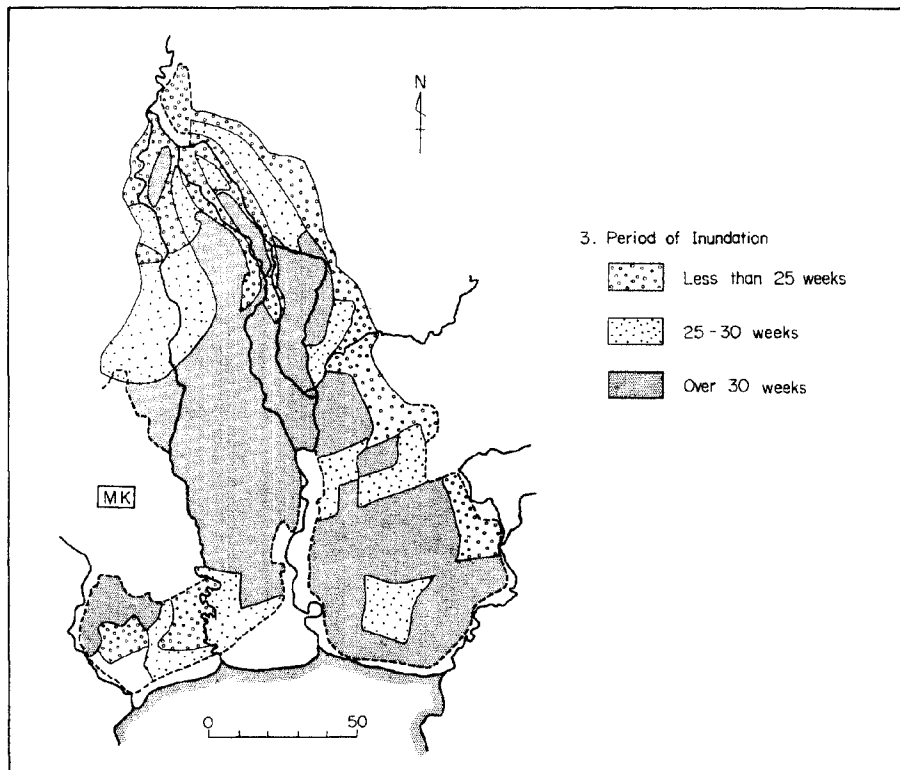 N
3. Period of Inundation
Less than 25 weeks
25-30 weeks
Over 30 weeks
MK
0 50